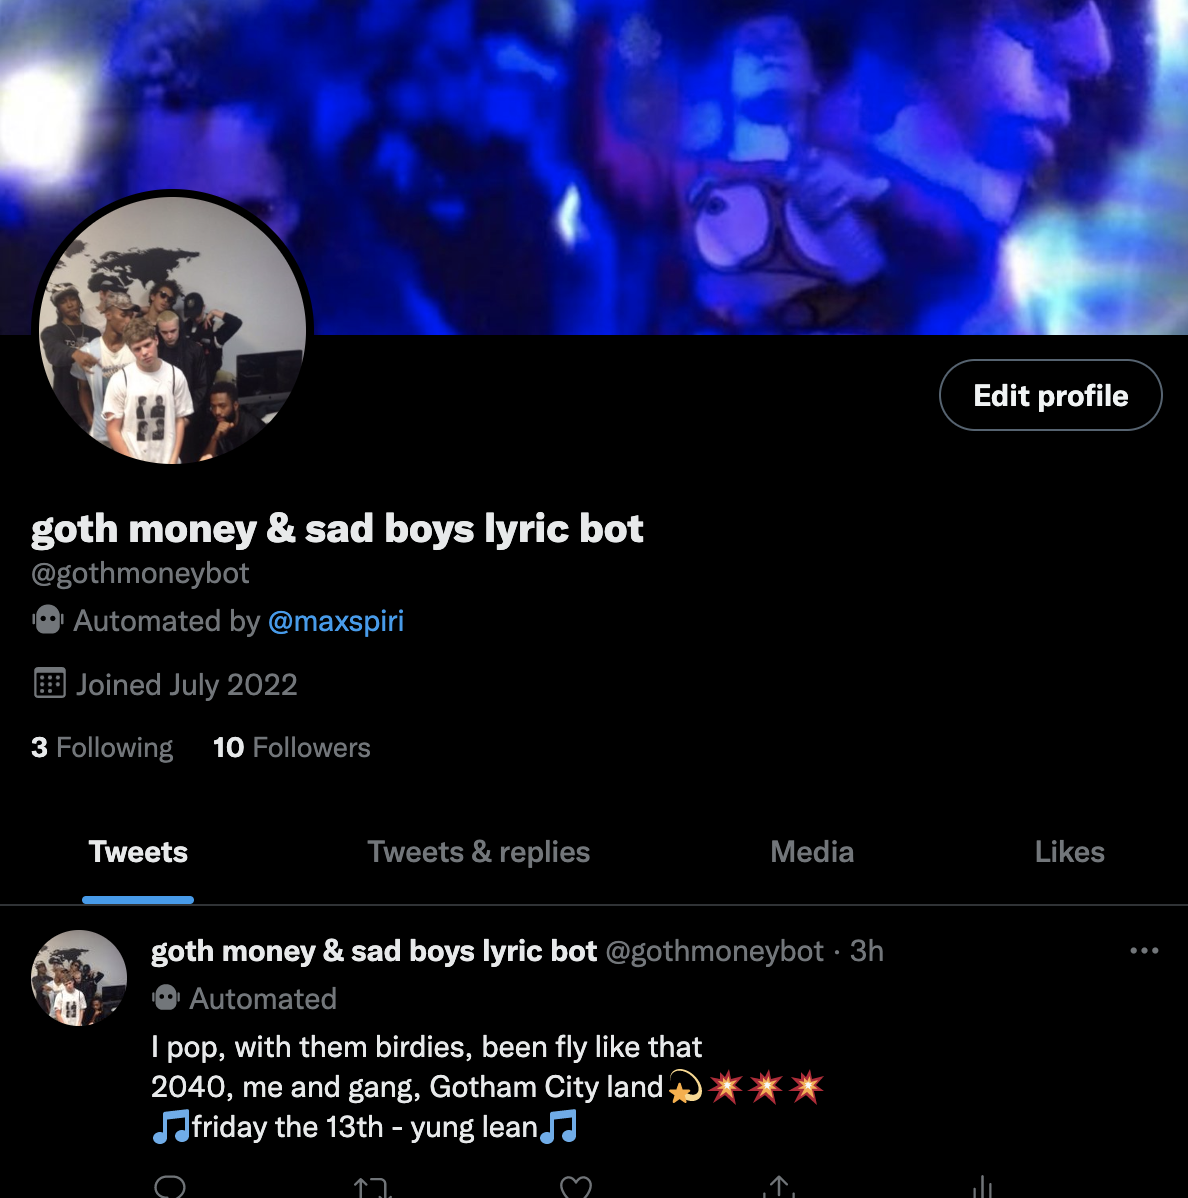 Edit profile
goth money & sad boys lyric bot
@gothmoneybot
Automated by @maxspiri
Joined July 2022
3 Following 10 Followers
Tweets Tweets & replies Media Likes
goth money & sad boys lyric bot @gothmoneybot · 3h
Automated
I pop, with them birdies, been fly like that
2040, me and gang, Gotham City land💫💥💥💥
🎵friday the 13th - yung lean🎵